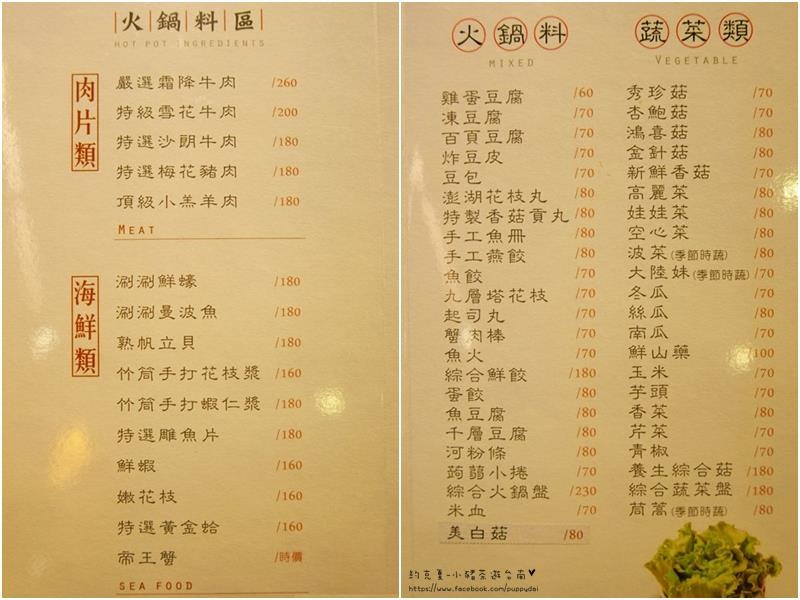 火鍋料區
HOT POT INGREDIENTS
肉片類
嚴選霜降牛肉 /260
特級雪花牛肉 /200
特選沙朗牛肉 /180
特選梅花豬肉 /180
頂級小羔羊肉 /180
MEAT
海鮮類
涮涮鮮蠔 /180
涮涮曼波魚 /180
熟帆立貝 /180
竹筒手打花枝漿 /160
竹筒手打蝦仁漿 /180
特選雕魚片 /180
鮮蝦 /160
嫩花枝 /160
特選黃金蛤 /160
帝王蟹 /時價
SEA FOOD
火鍋料
MIXED
雞蛋豆腐 /60
凍豆腐 /70
百頁豆腐 /70
炸豆皮 /70
豆包 /70
澎湖花枝丸 /80
特製香菇貢丸 /80
手工魚冊 /80
手工燕餃 /80
魚餃 /70
九層塔花枝 /70
起司丸 /70
蟹肉棒 /70
魚火 /70
綜合鮮餃 /180
蛋餃 /80
魚豆腐 /80
千層豆腐 /80
河粉條 /80
蒟蒻小捲 /70
綜合火鍋盤 /230
米血 /70
美白菇 /80
蔬菜類
VEGETABLE
秀珍菇 /70
杏鮑菇 /70
鴻喜菇 /80
金針菇 /80
新鮮香菇 /70
高麗菜 /80
娃娃菜 /80
空心菜 /80
波菜(季節時蔬) /80
大陸妹(季節時蔬) /70
冬瓜 /70
絲瓜 /80
南瓜 /70
鮮山藥 /100
玉米 /70
芋頭 /70
香菜 /80
芹菜 /70
青椒 /70
養生綜合菇 /180
綜合蔬菜盤 /180
茼蒿(季節時蔬) /80
約克夏-小豬茶遊台南♥
https://www.facebook.com/puppydai